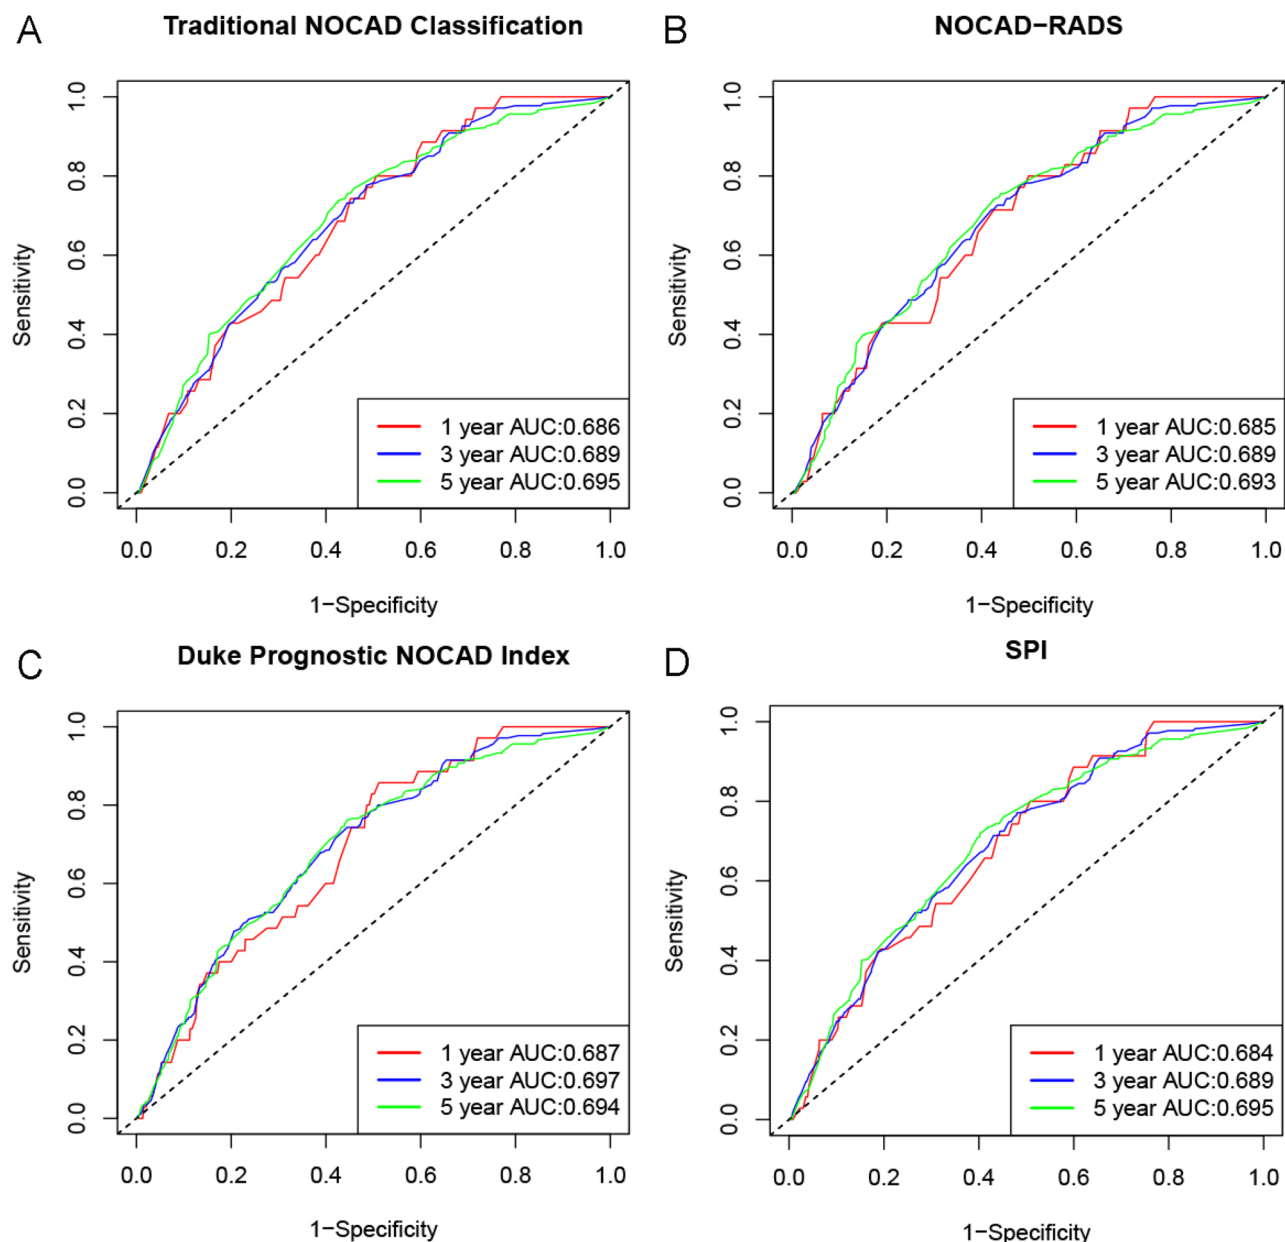 A
Traditional NOCAD Classification
Sensitivity
1.0
0.8
0.6
0.4
0.2
0.0
1 year AUC:0.686
3 year AUC:0.689
5 year AUC:0.695
0.0 0.2 0.4 0.6 0.8 1.0
1−Specificity
B
NOCAD−RADS
Sensitivity
1.0
0.8
0.6
0.4
0.2
0.0
1 year AUC:0.685
3 year AUC:0.689
5 year AUC:0.693
0.0 0.2 0.4 0.6 0.8 1.0
1−Specificity
C
Duke Prognostic NOCAD Index
Sensitivity
1.0
0.8
0.6
0.4
0.2
0.0
1 year AUC:0.687
3 year AUC:0.697
5 year AUC:0.694
0.0 0.2 0.4 0.6 0.8 1.0
1−Specificity
D
SPI
Sensitivity
1.0
0.8
0.6
0.4
0.2
0.0
1 year AUC:0.684
3 year AUC:0.689
5 year AUC:0.695
0.0 0.2 0.4 0.6 0.8 1.0
1−Specificity